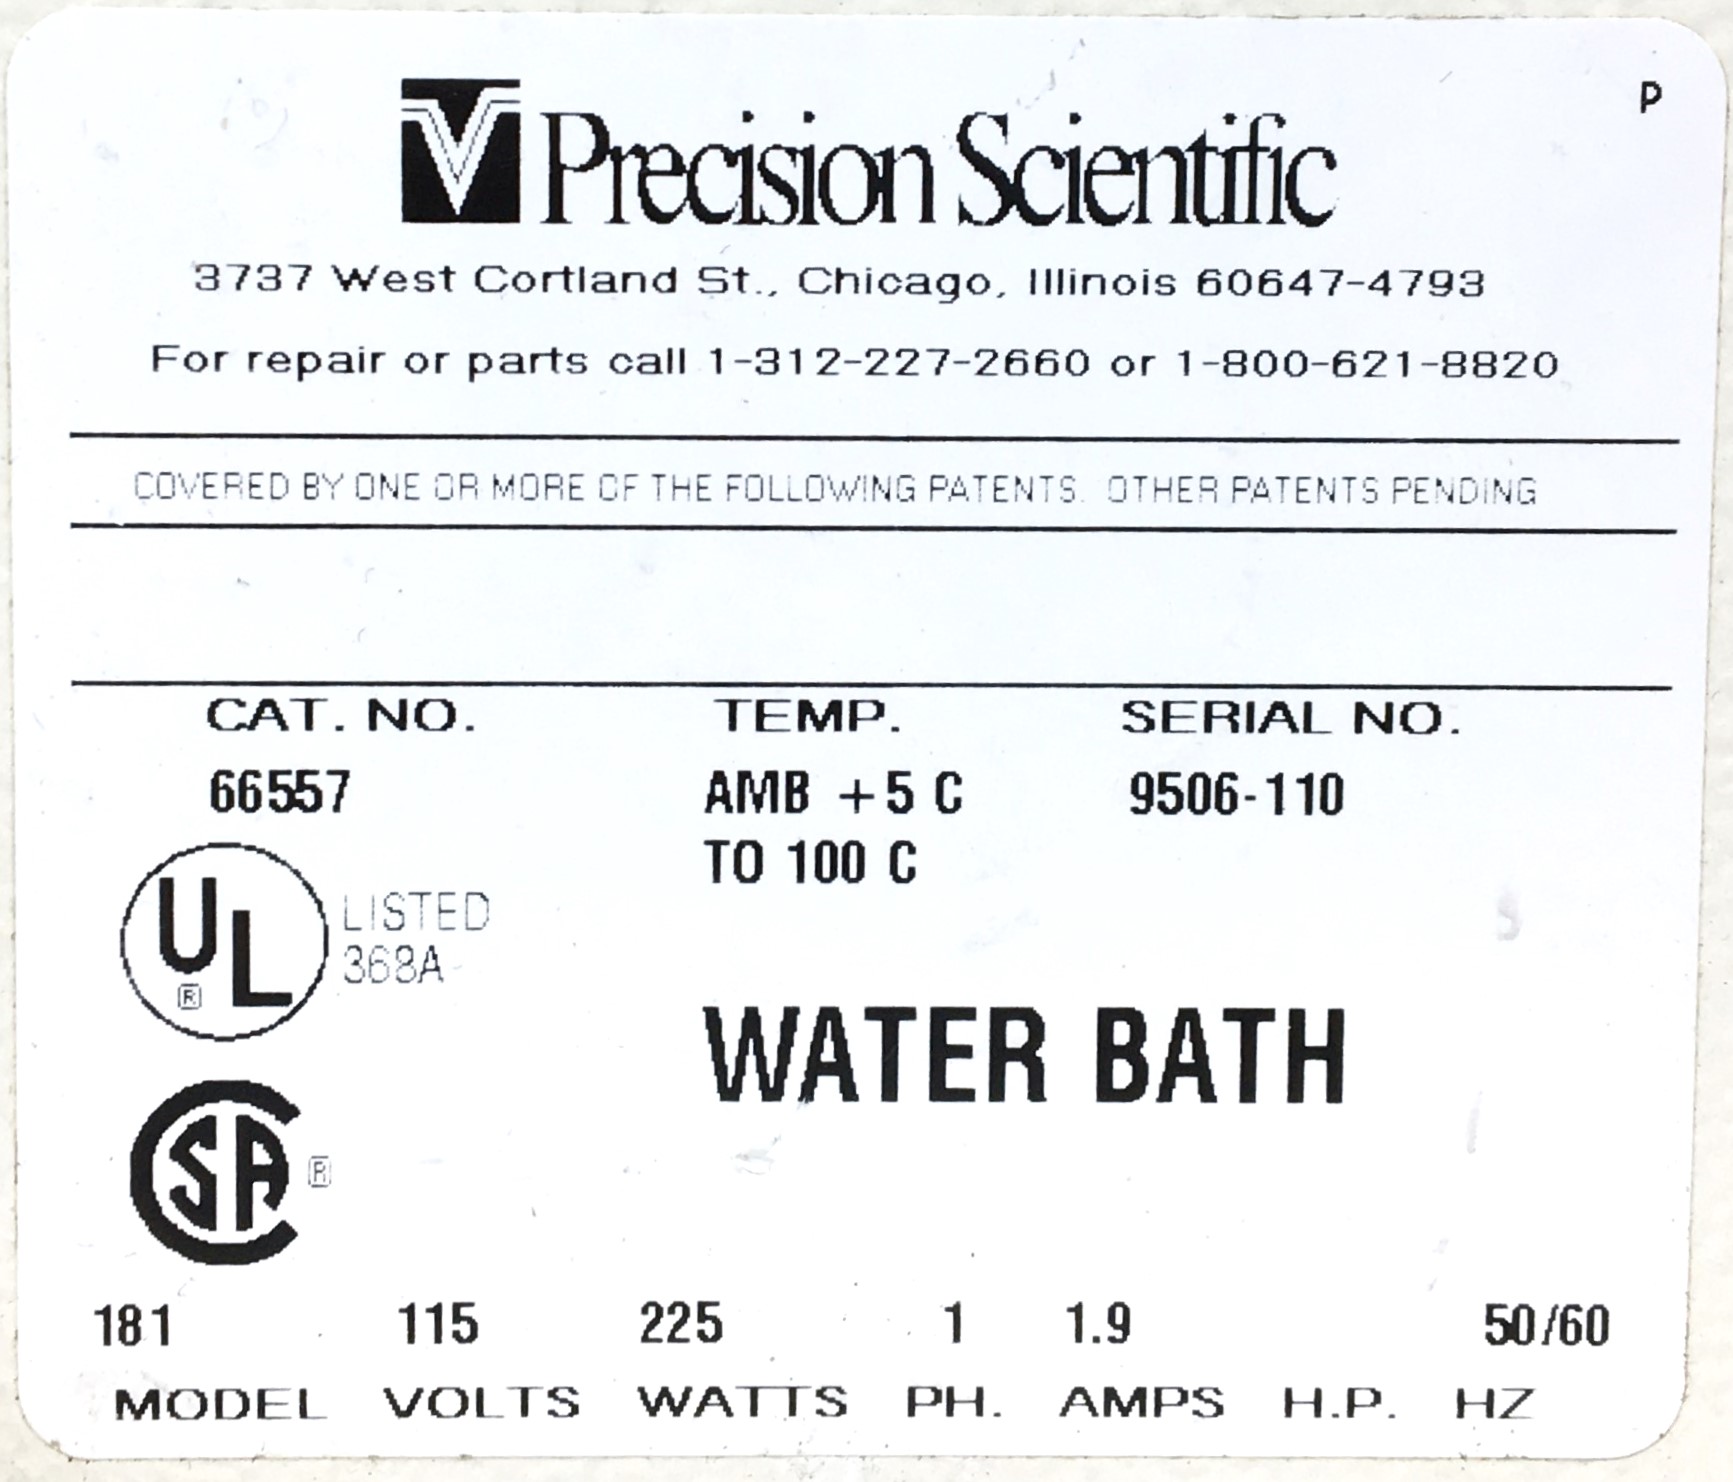 P
Precision Scientific
3737 West Cortland St., Chicago, Illinois 60647-4793
For repair or parts call 1-312-227-2660 or 1-800-621-8820
COVERED BY ONE OR MORE OF THE FOLLOWING PATENTS. OTHER PATENTS PENDING
CAT. NO. TEMP. SERIAL NO.
66557 AMB +5 C 9506-110
TO 100 C
UL ® LISTED
368A
WATER BATH
CSA ®
181 115 225 1 1.9 50/60
MODEL VOLTS WATTS PH. AMPS H.P. HZ